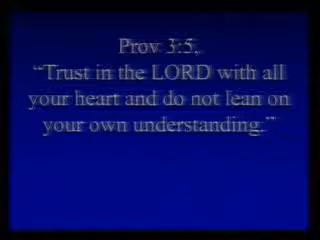 Prov 3:5,
“Trust in the LORD with all
your heart and do not lean on
your own understanding.”